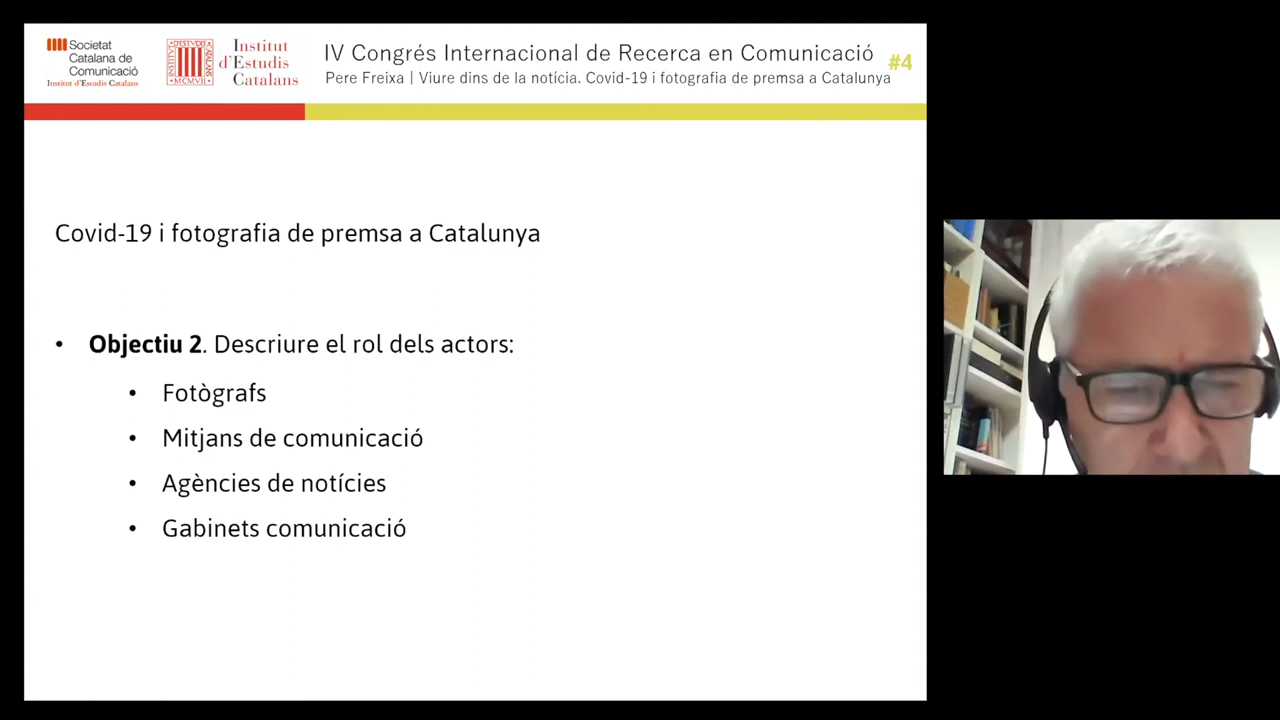 Societat
Catalana de
Comunicació
Institut d'Estudis Catalans
Institut
d'Estudis
Catalans
MCMVII
IV Congrés Internacional de Recerca en Comunicació
Pere Freixa | Viure dins de la notícia. Covid-19 i fotografia de premsa a Catalunya
#4
Covid-19 i fotografia de premsa a Catalunya
• Objectiu 2. Descriure el rol dels actors:
• Fotògrafs
• Mitjans de comunicació
• Agències de notícies
• Gabinets comunicació